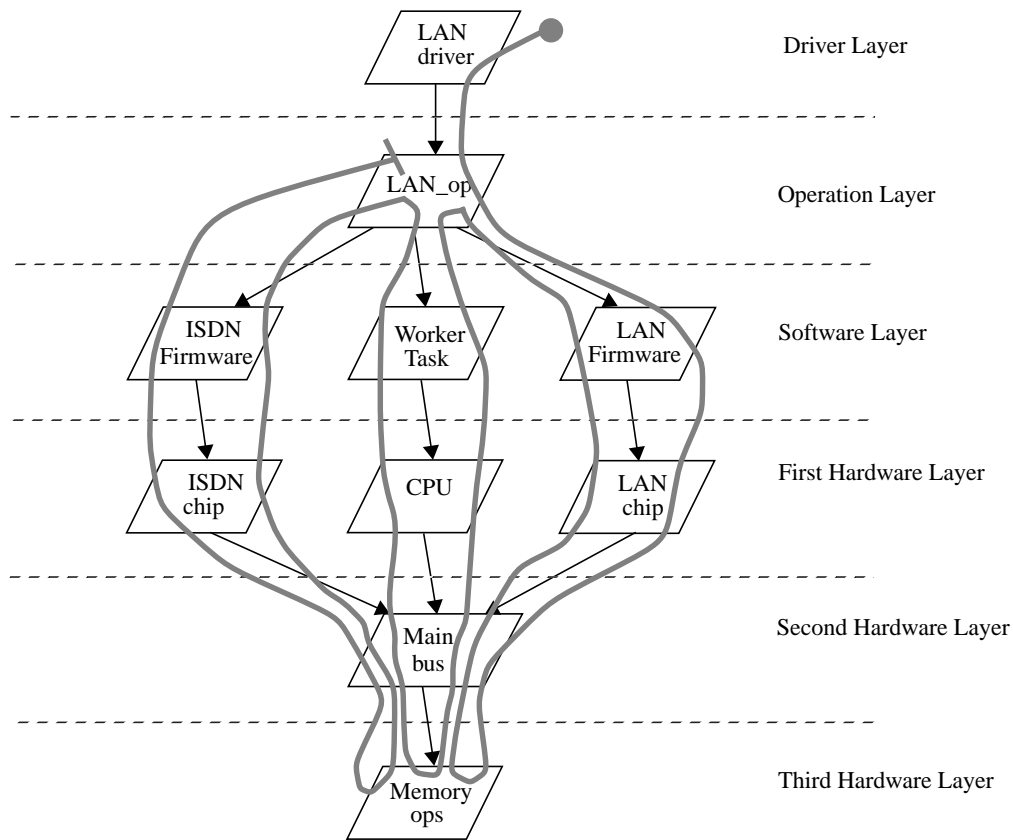 LAN
driver
Driver Layer
LAN_op
Operation Layer
ISDN
Firmware
Worker
Task
LAN
Firmware
Software Layer
ISDN
chip
CPU
LAN
chip
First Hardware Layer
Main
bus
Second Hardware Layer
Memory
ops
Third Hardware Layer